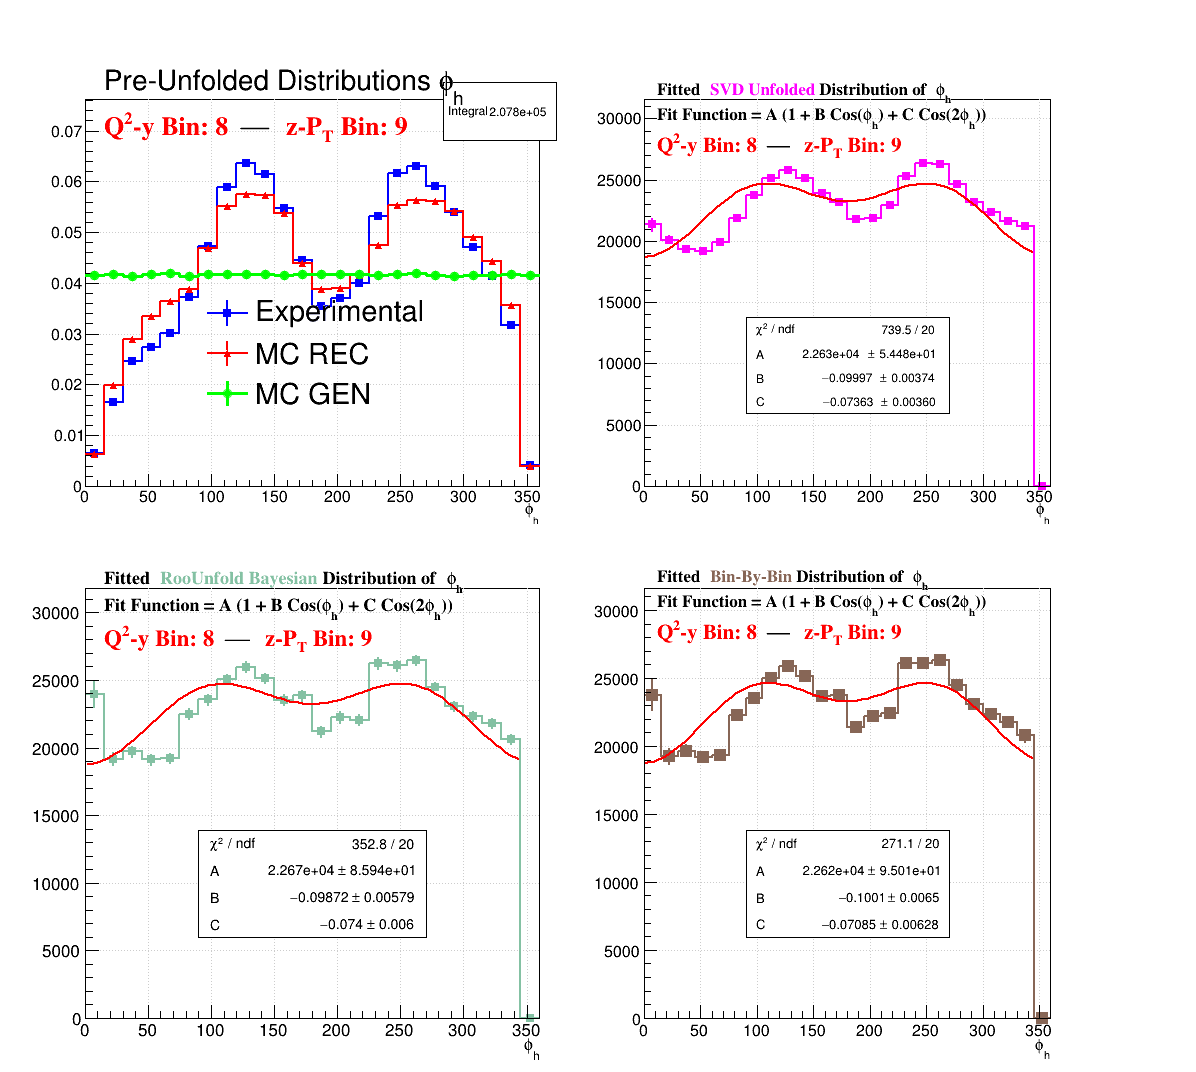 Pre-Unfolded Distributions ϕh
Integral 2.078e+05
Q²-y Bin: 8 — z-PT Bin: 9
0.07
0.06
0.05
0.04
0.03
0.02
0.01
0
Experimental
MC REC
MC GEN
0 50 100 150 200 250 300 350
ϕh
Fitted SVD Unfolded Distribution of ϕh
Fit Function = A (1 + B Cos(ϕh) + C Cos(2ϕh))
Q²-y Bin: 8 — z-PT Bin: 9
30000
25000
20000
15000
10000
5000
0
χ² / ndf 739.5 / 20
A 2.263e+04 ± 5.448e+01
B −0.09997 ± 0.00374
C −0.07363 ± 0.00360
0 50 100 150 200 250 300 350
ϕh
Fitted RooUnfold Bayesian Distribution of ϕh
Fit Function = A (1 + B Cos(ϕh) + C Cos(2ϕh))
Q²-y Bin: 8 — z-PT Bin: 9
30000
25000
20000
15000
10000
5000
0
χ² / ndf 352.8 / 20
A 2.267e+04 ± 8.594e+01
B −0.09872 ± 0.00579
C −0.074 ± 0.006
0 50 100 150 200 250 300 350
ϕh
Fitted Bin-By-Bin Distribution of ϕh
Fit Function = A (1 + B Cos(ϕh) + C Cos(2ϕh))
Q²-y Bin: 8 — z-PT Bin: 9
30000
25000
20000
15000
10000
5000
0
χ² / ndf 271.1 / 20
A 2.262e+04 ± 9.501e+01
B −0.1001 ± 0.0065
C −0.07085 ± 0.00628
0 50 100 150 200 250 300 350
ϕh